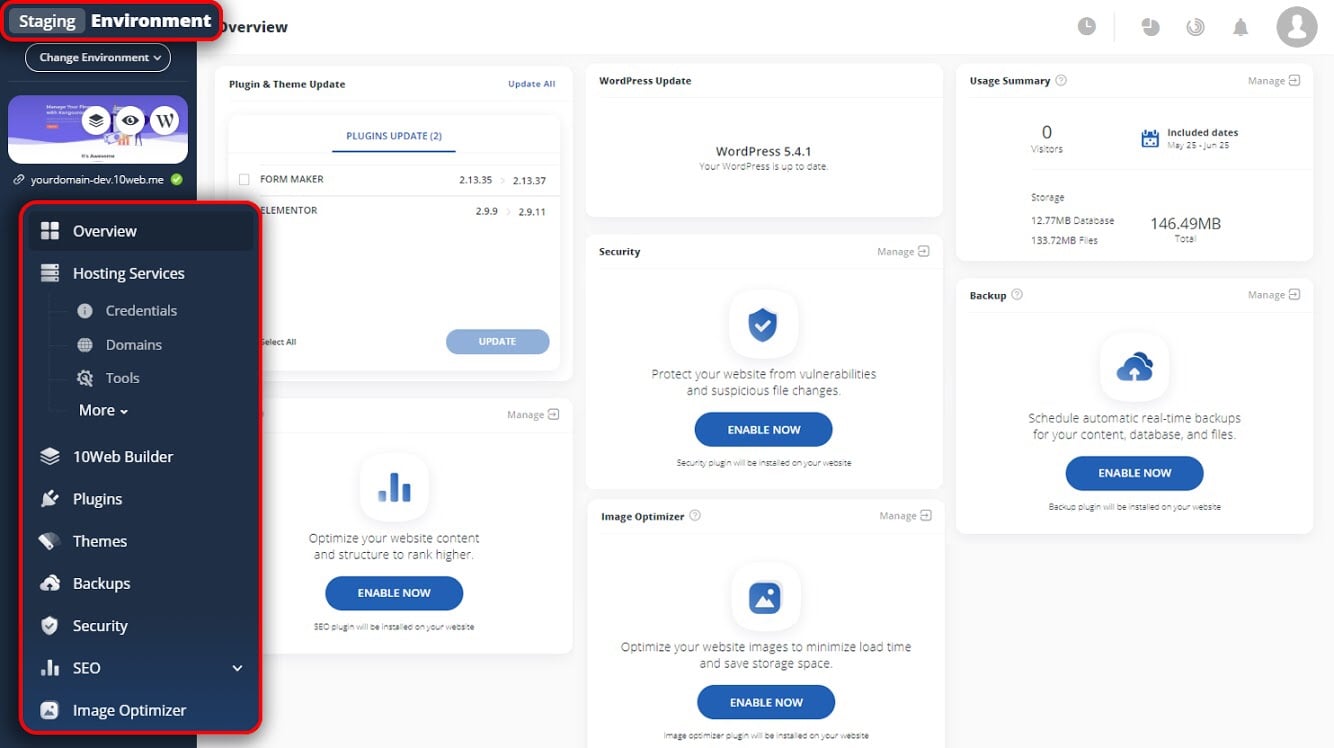 Staging Environment
Overview
Change Environment
Manage Your Fin
It's Awesome
yourdomain-dev.10web.me
Overview
Hosting Services
Credentials
Domains
Tools
More
10Web Builder
Plugins
Themes
Backups
Security
SEO
Image Optimizer
Plugin & Theme Update
Update All
PLUGINS UPDATE (2)
FORM MAKER 2.13.35 > 2.13.37
ELEMENTOR 2.9.9 > 2.9.11
Select All
UPDATE
Manage
Optimize your website content
and structure to rank higher.
ENABLE NOW
SEO plugin will be installed on your website
WordPress Update
WordPress 5.4.1
Your WordPress is up to date.
Security
Manage
Protect your website from vulnerabilities
and suspicious file changes.
ENABLE NOW
Security plugin will be installed on your website
Image Optimizer ?
Manage
Optimize your website images to minimize load time
and save storage space.
ENABLE NOW
Image optimizer plugin will be installed on your website
Usage Summary ?
Manage
0
Visitors
Included dates
May 25 - Jun 25
Storage
12.77MB Database
133.72MB Files
146.49MB
Total
Backup ?
Manage
Schedule automatic real-time backups
for your content, database, and files.
ENABLE NOW
Backup plugin will be installed on your website